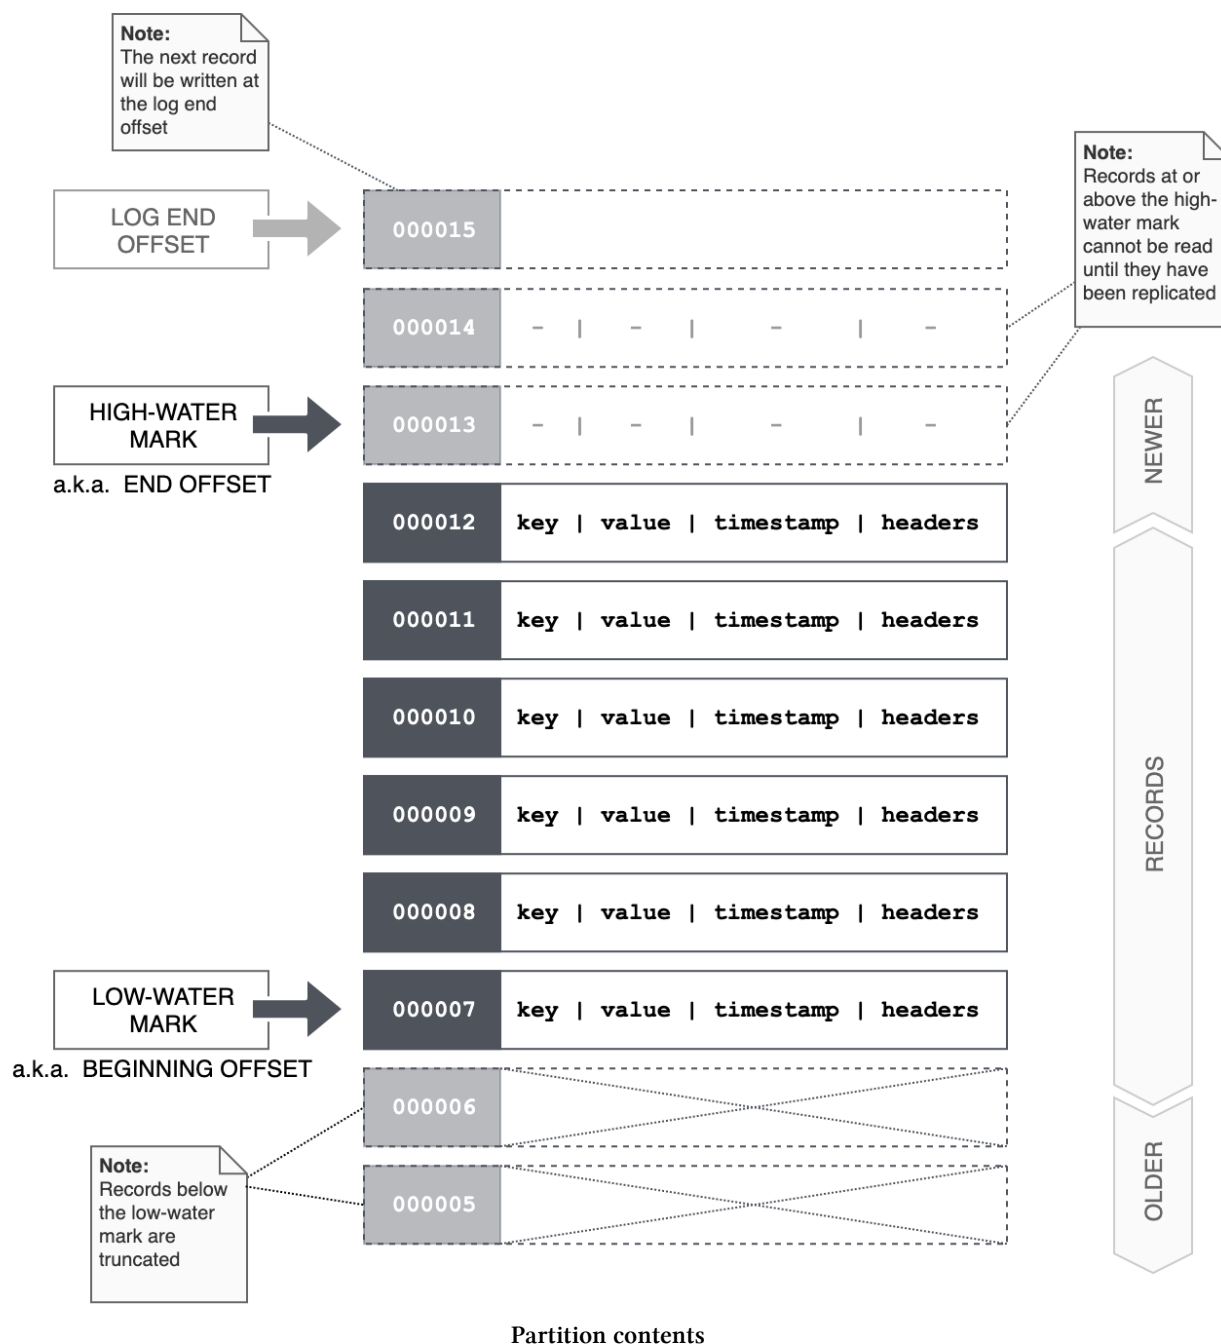 Note:
The next record
will be written at
the log end
offset
Note:
Records at or
above the high-
water mark
cannot be read
until they have
been replicated
LOG END
OFFSET
000015
000014 - | - | - | -
HIGH-WATER
MARK
a.k.a. END OFFSET
000013 - | - | - | -
NEWER
000012 key | value | timestamp | headers
000011 key | value | timestamp | headers
000010 key | value | timestamp | headers
RECORDS
000009 key | value | timestamp | headers
000008 key | value | timestamp | headers
LOW-WATER
MARK
a.k.a. BEGINNING OFFSET
000007 key | value | timestamp | headers
000006
Note:
Records below
the low-water
mark are
truncated
000005
OLDER
Partition contents